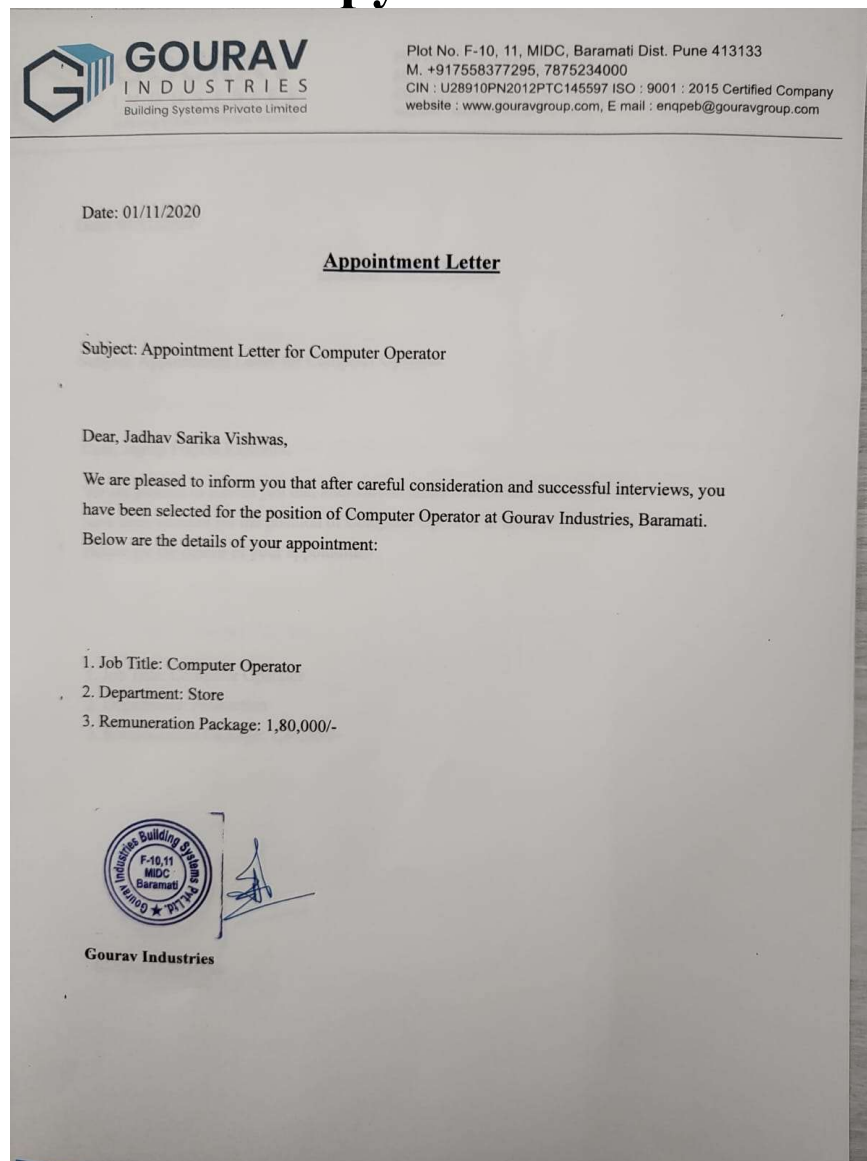 GOURAV
INDUSTRIES
Building Systems Private Limited
Plot No. F-10, 11, MIDC, Baramati Dist. Pune 413133
M. +917558377295, 7875234000
CIN : U28910PN2012PTC145597 ISO : 9001 : 2015 Certified Company
website : www.gouravgroup.com, E mail : enqpeb@gouravgroup.com
Date: 01/11/2020
Appointment Letter
Subject: Appointment Letter for Computer Operator
Dear, Jadhav Sarika Vishwas,
We are pleased to inform you that after careful consideration and successful interviews, you
have been selected for the position of Computer Operator at Gourav Industries, Baramati.
Below are the details of your appointment:
1. Job Title: Computer Operator
2. Department: Store
3. Remuneration Package: 1,80,000/-
Gourav Industries Building Systems Pvt.Ltd.
F-10,11
MIDC
Baramati
Gourav Industries